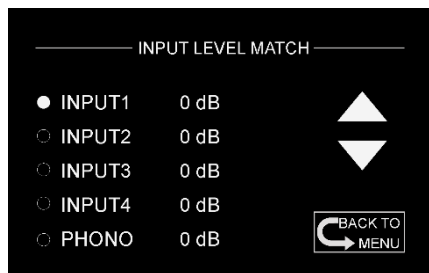 INPUT LEVEL MATCH
INPUT1 0 dB
INPUT2 0 dB
INPUT3 0 dB
INPUT4 0 dB
PHONO 0 dB
BACK TO
MENU